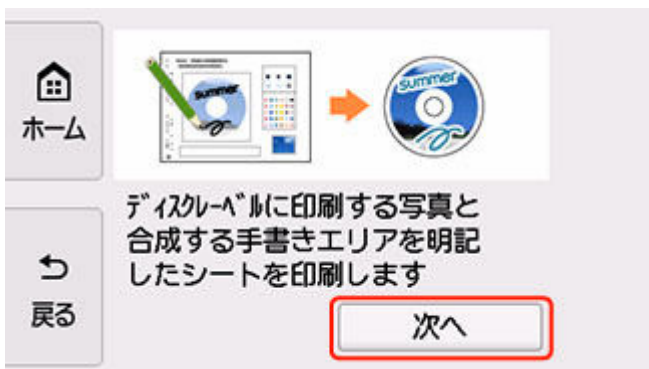 ホーム
summer
summer
ディスクレーベルに印刷する写真と
合成する手書きエリアを明記
したシートを印刷します
戻る
次へ